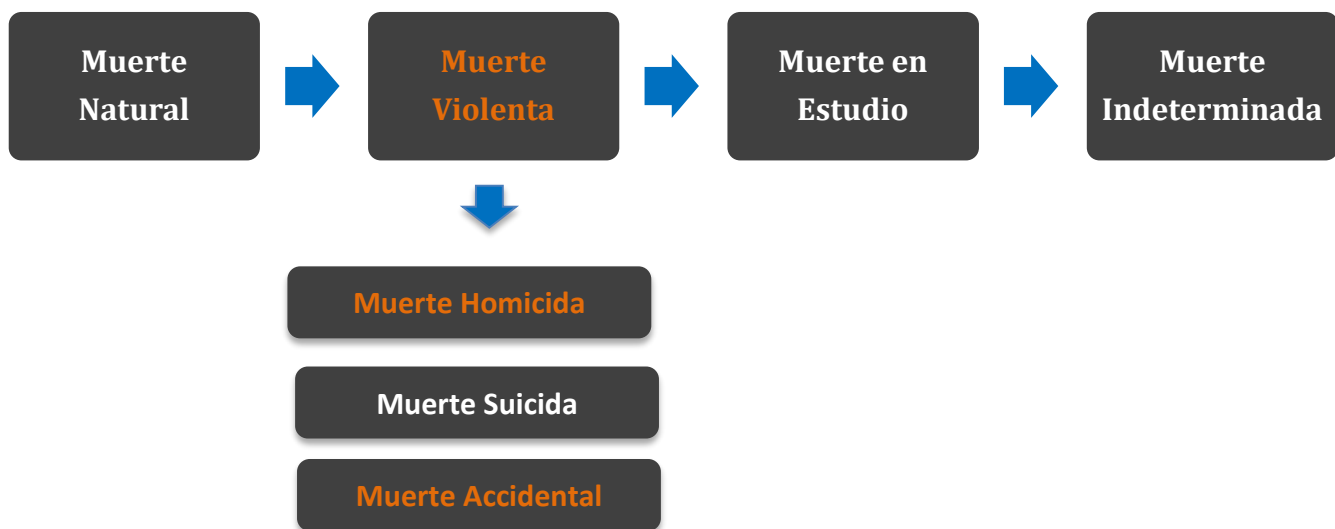 Muerte
Natural
Muerte
Violenta
Muerte en
Estudio
Muerte
Indeterminada
Muerte Homicida
Muerte Suicida
Muerte Accidental